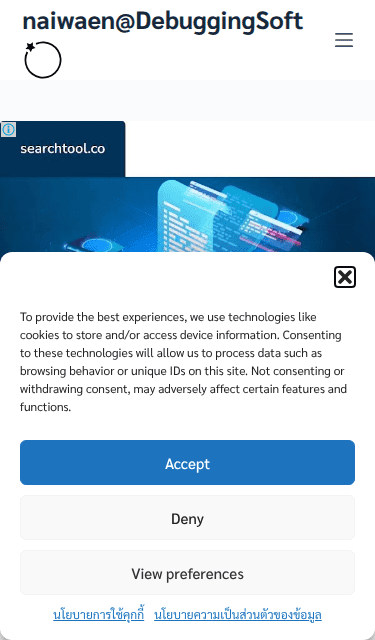 naiwaen@DebuggingSoft
searchtool.co
To provide the best experiences, we use technologies like
cookies to store and/or access device information. Consenting
to these technologies will allow us to process data such as
browsing behavior or unique IDs on this site. Not consenting or
withdrawing consent, may adversely affect certain features and
functions.
Accept
Deny
View preferences
นโยบายการใช้คุกกี้ นโยบายความเป็นส่วนตัวของข้อมูล